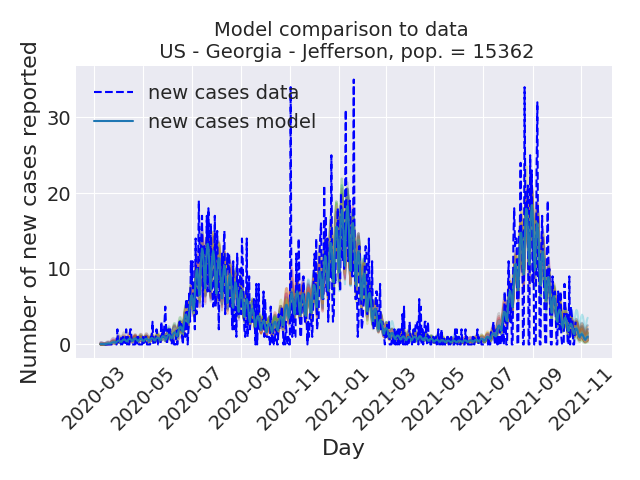 Model comparison to data
US - Georgia - Jefferson, pop. = 15362
Number of new cases reported
30
20
10
0
new cases data
new cases model
2020-03
2020-05
2020-07
2020-09
2020-11
2021-01
2021-03
2021-05
2021-07
2021-09
2021-11
Day